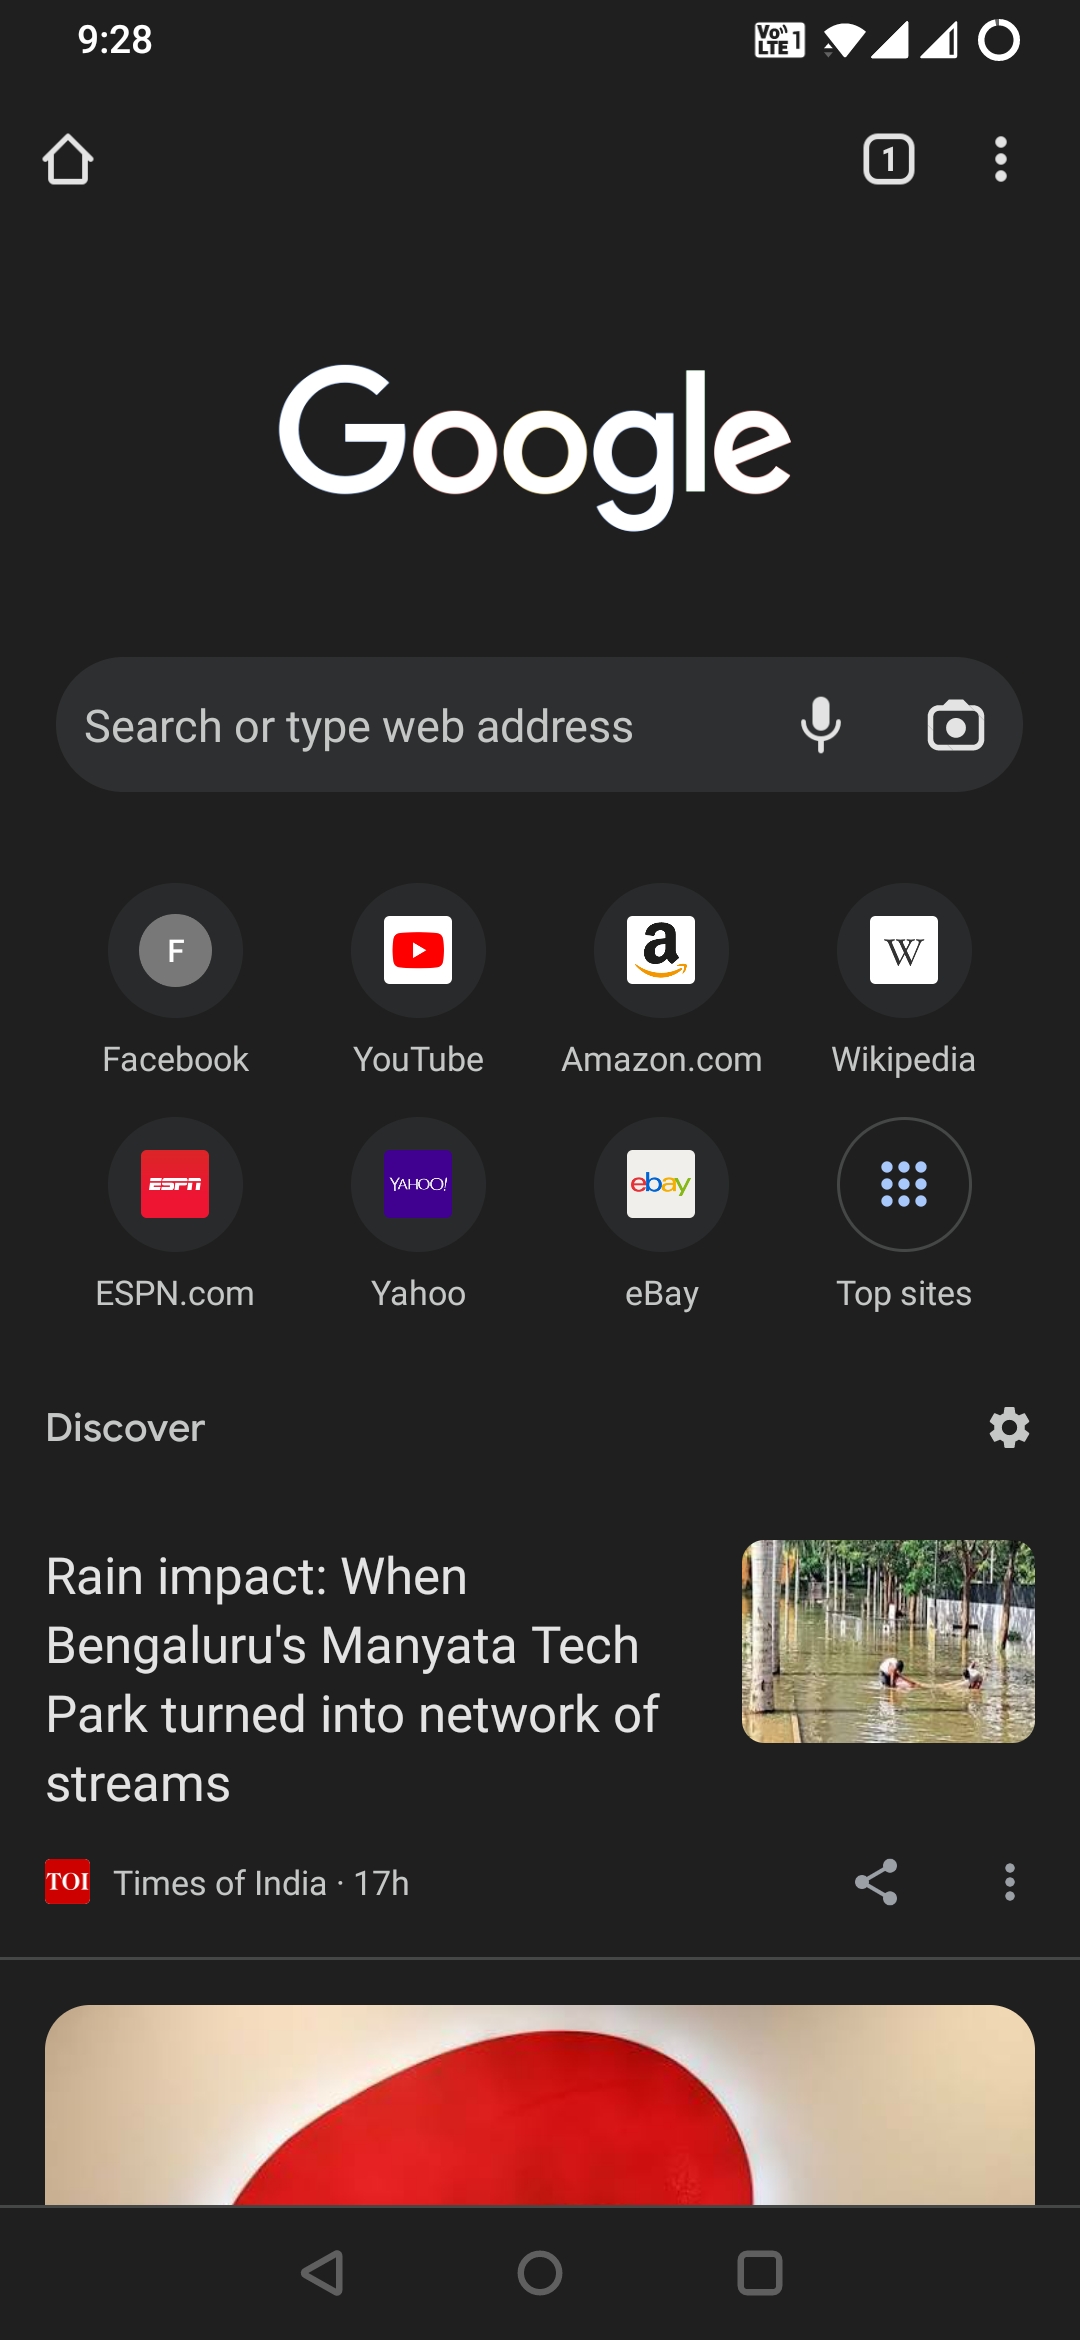 9:28
Vo LTE 1
1
Google
Search or type web address
F
a
W
Facebook
YouTube
Amazon.com
Wikipedia
ESPN
YAHOO!
ebay
ESPN.com
Yahoo
eBay
Top sites
Discover
Rain impact: When
Bengaluru's Manyata Tech
Park turned into network of
streams
TOI Times of India · 17h